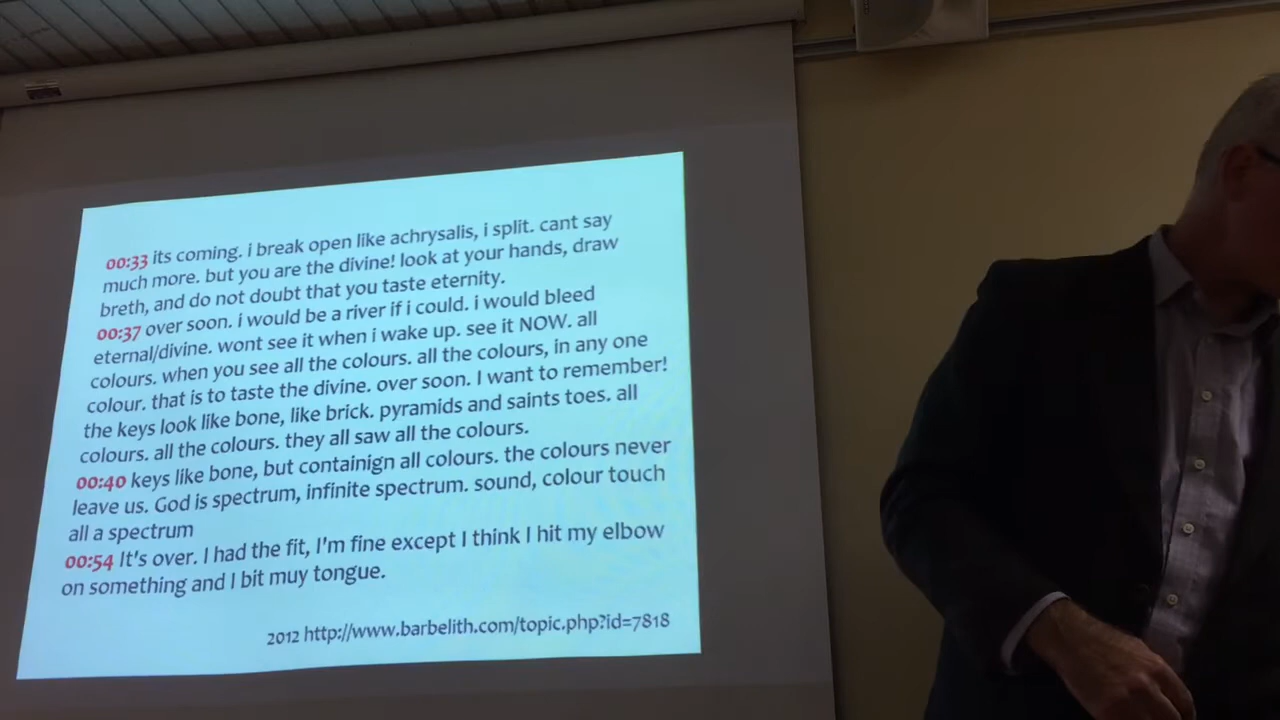 00:33 its coming. i break open like achrysalis, i split. cant say
much more. but you are the divine! look at your hands, draw
breth, and do not doubt that you taste eternity.
00:37 over soon. i would be a river if i could. i would bleed
eternal/divine. wont see it when i wake up. see it NOW. all
colours. when you see all the colours. all the colours, in any one
colour. that is to taste the divine. over soon. I want to remember!
the keys look like bone, like brick. pyramids and saints toes. all
colours. all the colours. they all saw all the colours.
00:40 keys like bone, but containign all colours. the colours never
leave us. God is spectrum, infinite spectrum. sound, colour touch
all a spectrum
00:54 It's over. I had the fit, I'm fine except I think I hit my elbow
on something and I bit muy tongue.
2012 http://www.barbelith.com/topic.php?id=7818